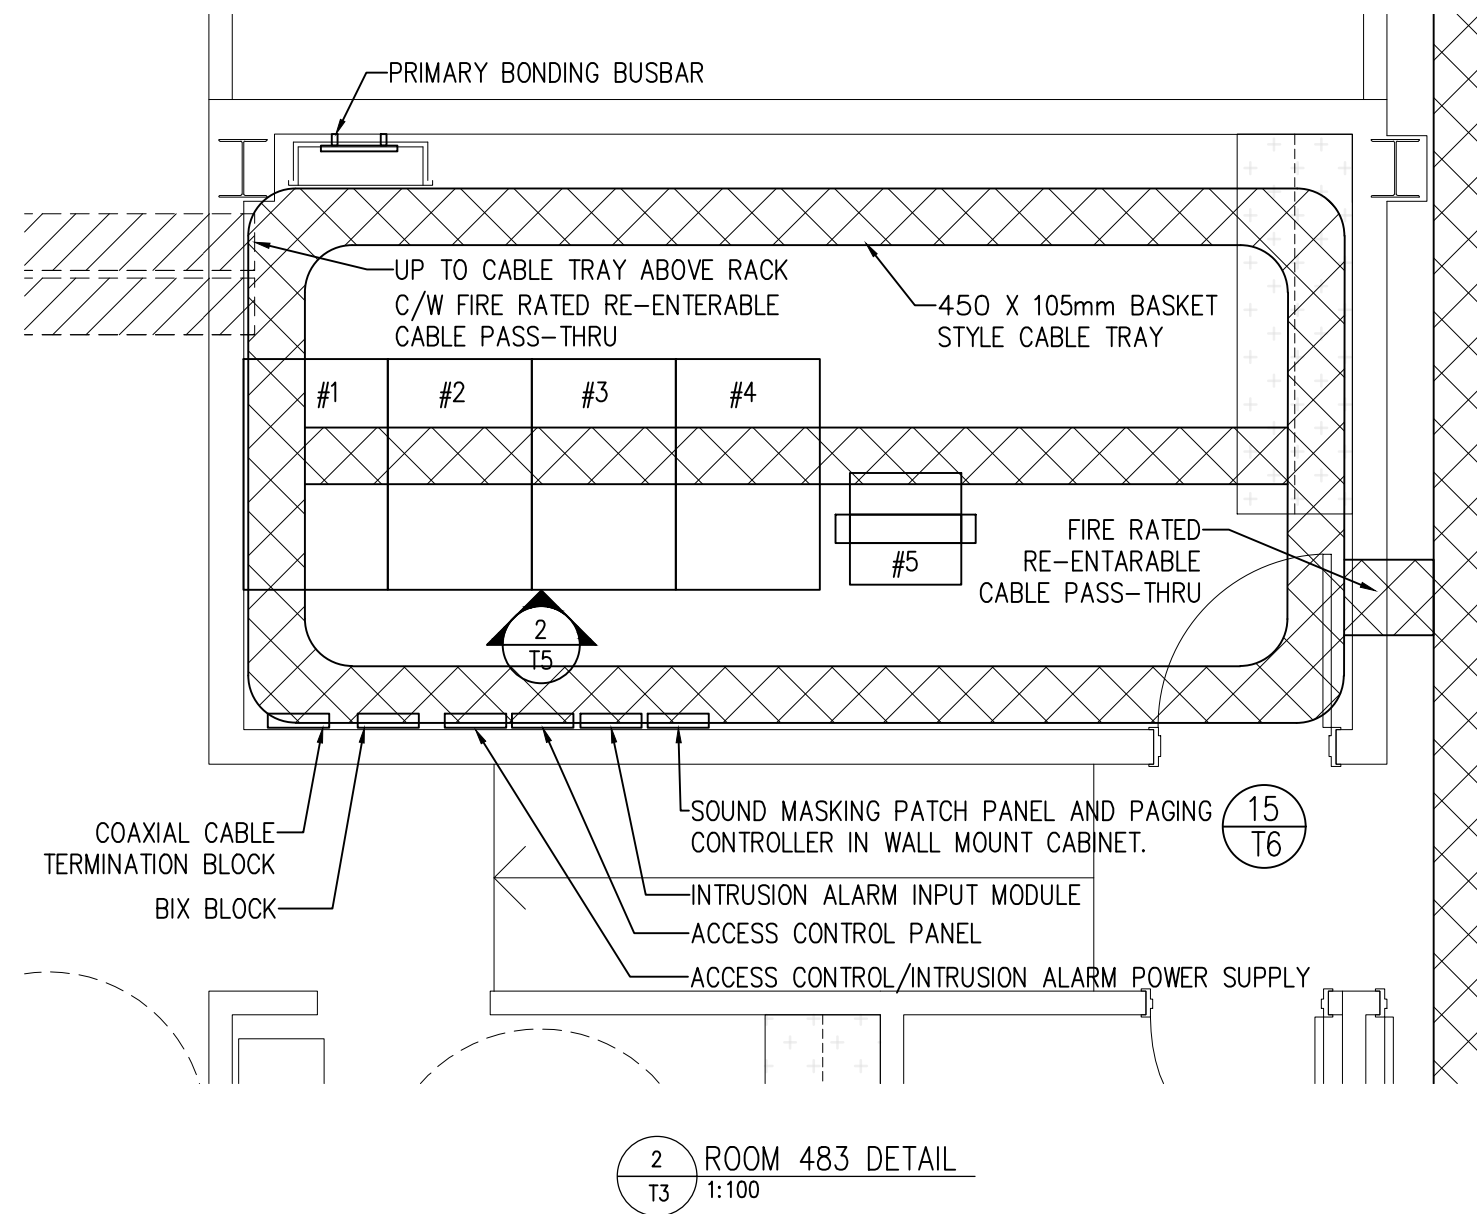 PRIMARY BONDING BUSBAR
UP TO CABLE TRAY ABOVE RACK
C/W FIRE RATED RE-ENTERABLE
CABLE PASS-THRU
450 X 105mm BASKET
STYLE CABLE TRAY
#1
#2
#3
#4
#5
FIRE RATED
RE-ENTARABLE
CABLE PASS-THRU
2
T5
COAXIAL CABLE
TERMINATION BLOCK
BIX BLOCK
SOUND MASKING PATCH PANEL AND PAGING
CONTROLLER IN WALL MOUNT CABINET.
15
T6
INTRUSION ALARM INPUT MODULE
ACCESS CONTROL PANEL
ACCESS CONTROL/INTRUSION ALARM POWER SUPPLY
2
T3
ROOM 483 DETAIL
1:100